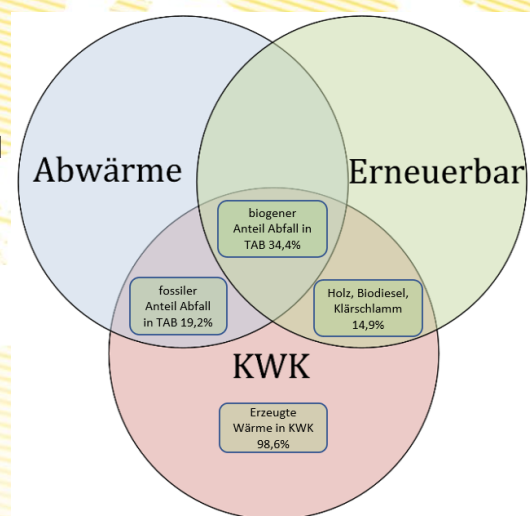 Abwärme
Erneuerbar
biogener
Anteil Abfall in
TAB 34,4%
fossiler
Anteil Abfall
in TAB 19,2%
Holz, Biodiesel,
Klärschlamm
14,9%
KWK
Erzeugte
Wärme in KWK
98,6%